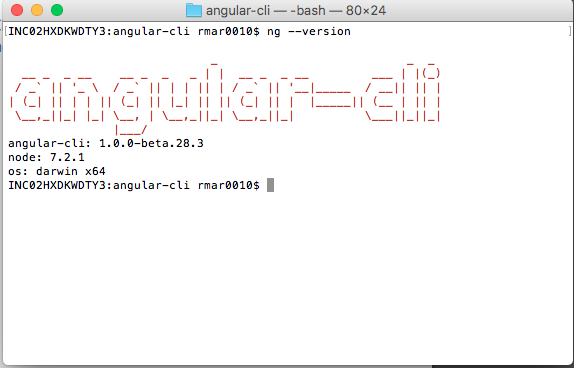 angular-cli — -bash — 80×24
INC02HXDKWDTY3:angular-cli rmar0010$ ng --version
angular-cli
angular-cli: 1.0.0-beta.28.3
node: 7.2.1
os: darwin x64
INC02HXDKWDTY3:angular-cli rmar0010$